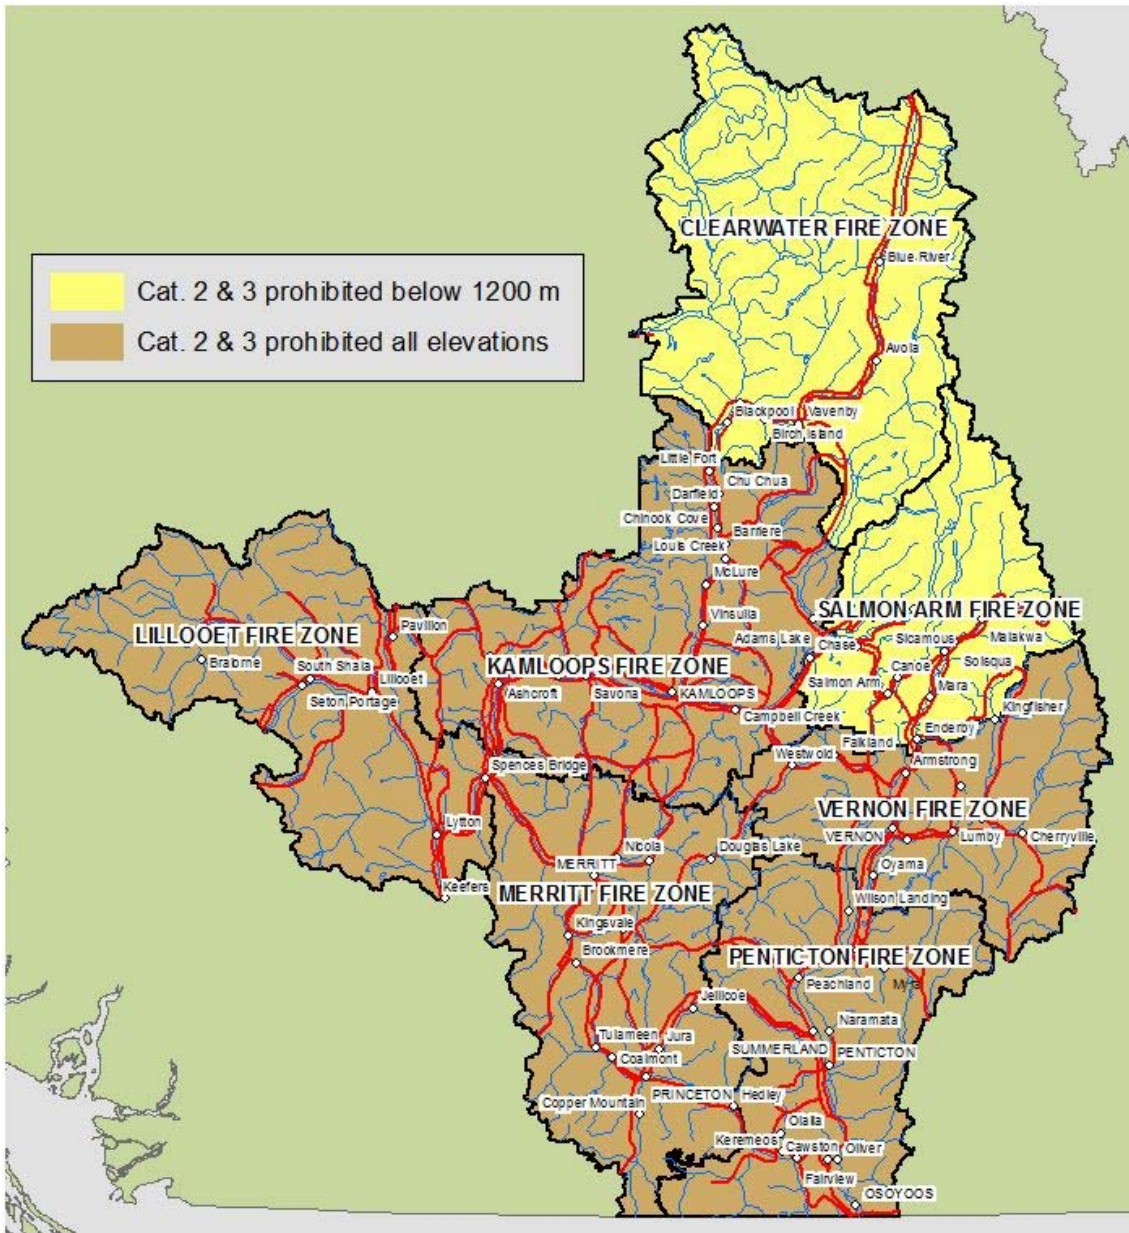 CLEARWATER FIRE ZONE
Blue River
Cat. 2 & 3 prohibited below 1200 m
Cat. 2 & 3 prohibited all elevations
Avola
Blackpool
Vavenby
Birch Island
Little Fort
Chu Chua
Darfield
Chinook Cove
Barriere
Louis Creek
McLure
Vinsulla
SALMON ARM FIRE ZONE
LILLOOET FIRE ZONE
Pavilion
Adams Lake
Chase
Sicamous
Malakwa
Bralorne
South Shala
Lillooet
Seton Portage
KAMLOOPS FIRE ZONE
Ashcroft
Savona
KAMLOOPS
Canoe
Solsqua
Salmon Arm
Mara
Campbell Creek
Kingfisher
Enderby
Falkland
Westwold
Armstrong
Spences Bridge
VERNON FIRE ZONE
Lytton
VERNON
Lumby
Cherryville
Nicola
Douglas Lake
MERRITT
Oyama
Keefers
MERRITT FIRE ZONE
Wilson Landing
Kingsvale
Brookmere
PENTICTON FIRE ZONE
Peachland
Jellicoe
Naramata
Tulameen
Jura
SUMMERLAND
PENTICTON
Coalmont
PRINCETON
Hedley
Copper Mountain
Olalla
Keremeos
Cawston
Oliver
Fairview
OSOYOOS